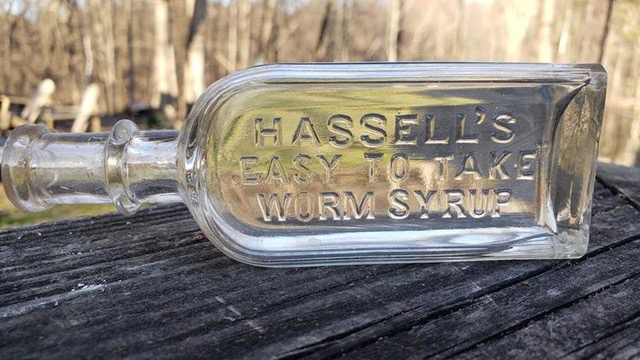 HASSELL'S
EASY TO TAKE
WORM SYRUP